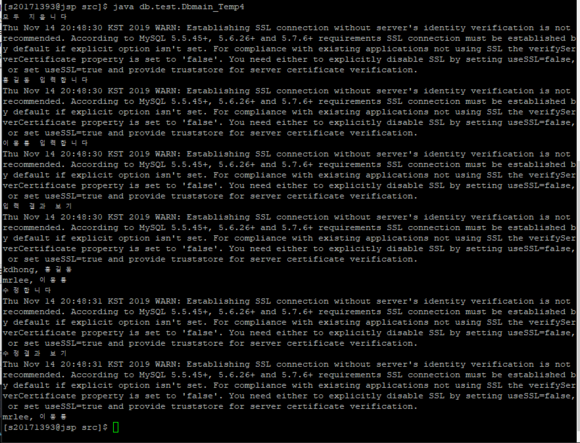 [s20171393@jsp src]$ java db.test.Dbmain_Temp4
모두 지웁니다
Thu Nov 14 20:48:30 KST 2019 WARN: Establishing SSL connection without server's identity verification is not
recommended. According to MySQL 5.5.45+, 5.6.26+ and 5.7.6+ requirements SSL connection must be established b
y default if explicit option isn't set. For compliance with existing applications not using SSL the verifySer
verCertificate property is set to 'false'. You need either to explicitly disable SSL by setting useSSL=false,
 or set useSSL=true and provide truststore for server certificate verification.
홍길동 입력합니다
Thu Nov 14 20:48:30 KST 2019 WARN: Establishing SSL connection without server's identity verification is not
recommended. According to MySQL 5.5.45+, 5.6.26+ and 5.7.6+ requirements SSL connection must be established b
y default if explicit option isn't set. For compliance with existing applications not using SSL the verifySer
verCertificate property is set to 'false'. You need either to explicitly disable SSL by setting useSSL=false,
 or set useSSL=true and provide truststore for server certificate verification.
이몽룡 입력합니다
Thu Nov 14 20:48:30 KST 2019 WARN: Establishing SSL connection without server's identity verification is not
recommended. According to MySQL 5.5.45+, 5.6.26+ and 5.7.6+ requirements SSL connection must be established b
y default if explicit option isn't set. For compliance with existing applications not using SSL the verifySer
verCertificate property is set to 'false'. You need either to explicitly disable SSL by setting useSSL=false,
 or set useSSL=true and provide truststore for server certificate verification.
입력 결과 보기
Thu Nov 14 20:48:30 KST 2019 WARN: Establishing SSL connection without server's identity verification is not
recommended. According to MySQL 5.5.45+, 5.6.26+ and 5.7.6+ requirements SSL connection must be established b
y default if explicit option isn't set. For compliance with existing applications not using SSL the verifySer
verCertificate property is set to 'false'. You need either to explicitly disable SSL by setting useSSL=false,
 or set useSSL=true and provide truststore for server certificate verification.
kdhong, 홍길동
mrlee, 이몽룡
수정합니다
Thu Nov 14 20:48:31 KST 2019 WARN: Establishing SSL connection without server's identity verification is not
recommended. According to MySQL 5.5.45+, 5.6.26+ and 5.7.6+ requirements SSL connection must be established b
y default if explicit option isn't set. For compliance with existing applications not using SSL the verifySer
verCertificate property is set to 'false'. You need either to explicitly disable SSL by setting useSSL=false,
 or set useSSL=true and provide truststore for server certificate verification.
수정결과 보기
Thu Nov 14 20:48:31 KST 2019 WARN: Establishing SSL connection without server's identity verification is not
recommended. According to MySQL 5.5.45+, 5.6.26+ and 5.7.6+ requirements SSL connection must be established b
y default if explicit option isn't set. For compliance with existing applications not using SSL the verifySer
verCertificate property is set to 'false'. You need either to explicitly disable SSL by setting useSSL=false,
 or set useSSL=true and provide truststore for server certificate verification.
mrlee, 이몽룡
[s20171393@jsp src]$